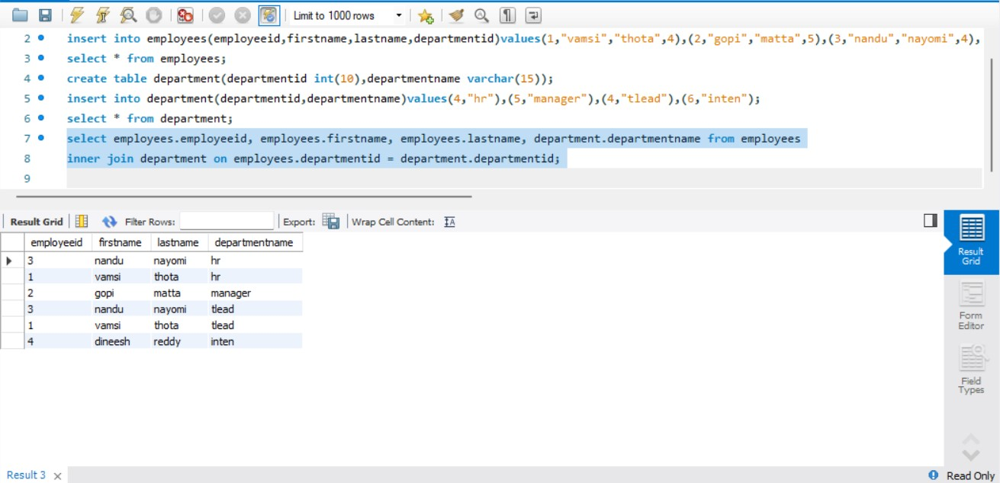 Limit to 1000 rows
2 insert into employees(employeeid,firstname,lastname,departmentid)values(1,"vamsi","thota",4),(2,"gopi","matta",5),(3,"nandu","nayomi",4),
3 select * from employees;
4 create table department(departmentid int(10),departmentname varchar(15));
5 insert into department(departmentid,departmentname)values(4,"hr"),(5,"manager"),(4,"tlead"),(6,"inten");
6 select * from department;
7 select employees.employeeid, employees.firstname, employees.lastname, department.departmentname from employees
8 inner join department on employees.departmentid = department.departmentid;
9
Result Grid Filter Rows: Export: Wrap Cell Content: IA
employeeid firstname lastname departmentname
3 nandu nayomi hr
1 vamsi thota hr
2 gopi matta manager
3 nandu nayomi tlead
1 vamsi thota tlead
4 dineesh reddy inten
Result
Grid
Form
Editor
Field
Types
Result 3
Read Only